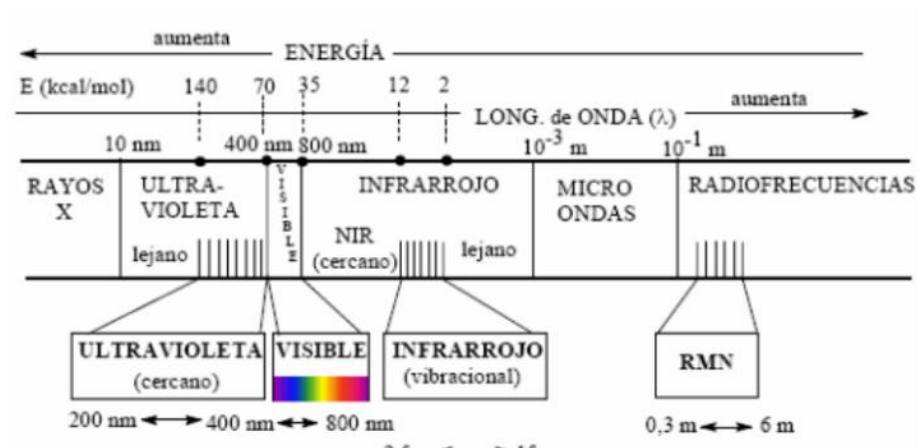 aumenta
ENERGÍA
E (kcal/mol) 140 70 35 12 2
LONG. de ONDA (λ) aumenta
10 nm 400 nm 800 nm 10⁻³ m 10⁻¹ m
RAYOS X
ULTRA-
VIOLETA
lejano
VISIBLE
INFRARROJO
NIR
(cercano)
lejano
MICRO
ONDAS
RADIOFRECUENCIAS
ULTRAVIOLETA
(cercano)
VISIBLE
INFRARROJO
(vibracional)
RMN
200 nm 400 nm 800 nm 0,3 m 6 m